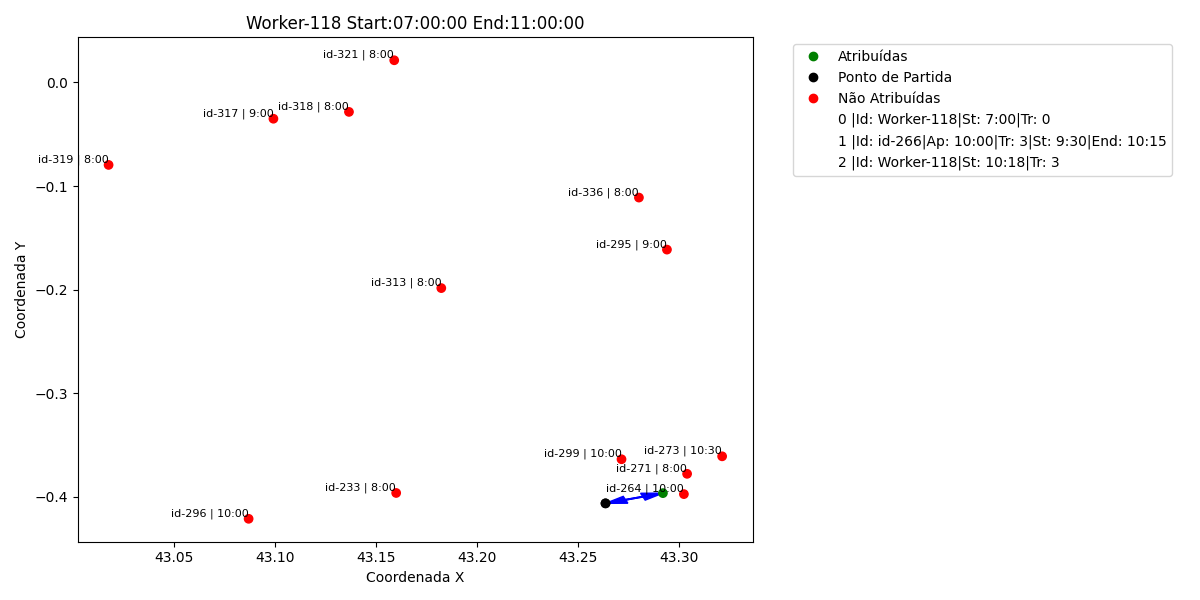 Worker-118 Start:07:00:00 End:11:00:00
Coordenada Y
0.0
−0.1
−0.2
−0.3
−0.4
id-321 | 8:00
id-318 | 8:00
id-317 | 9:00
id-319 | 8:00
id-336 | 8:00
id-295 | 9:00
id-313 | 8:00
id-273 | 10:30
id-299 | 10:00
id-271 | 8:00
id-264 | 10:00
id-233 | 8:00
id-296 | 10:00
43.05
43.10
43.15
43.20
43.25
43.30
Coordenada X
Atribuídas
Ponto de Partida
Não Atribuídas
0 |Id: Worker-118|St: 7:00|Tr: 0
1 |Id: id-266|Ap: 10:00|Tr: 3|St: 9:30|End: 10:15
2 |Id: Worker-118|St: 10:18|Tr: 3